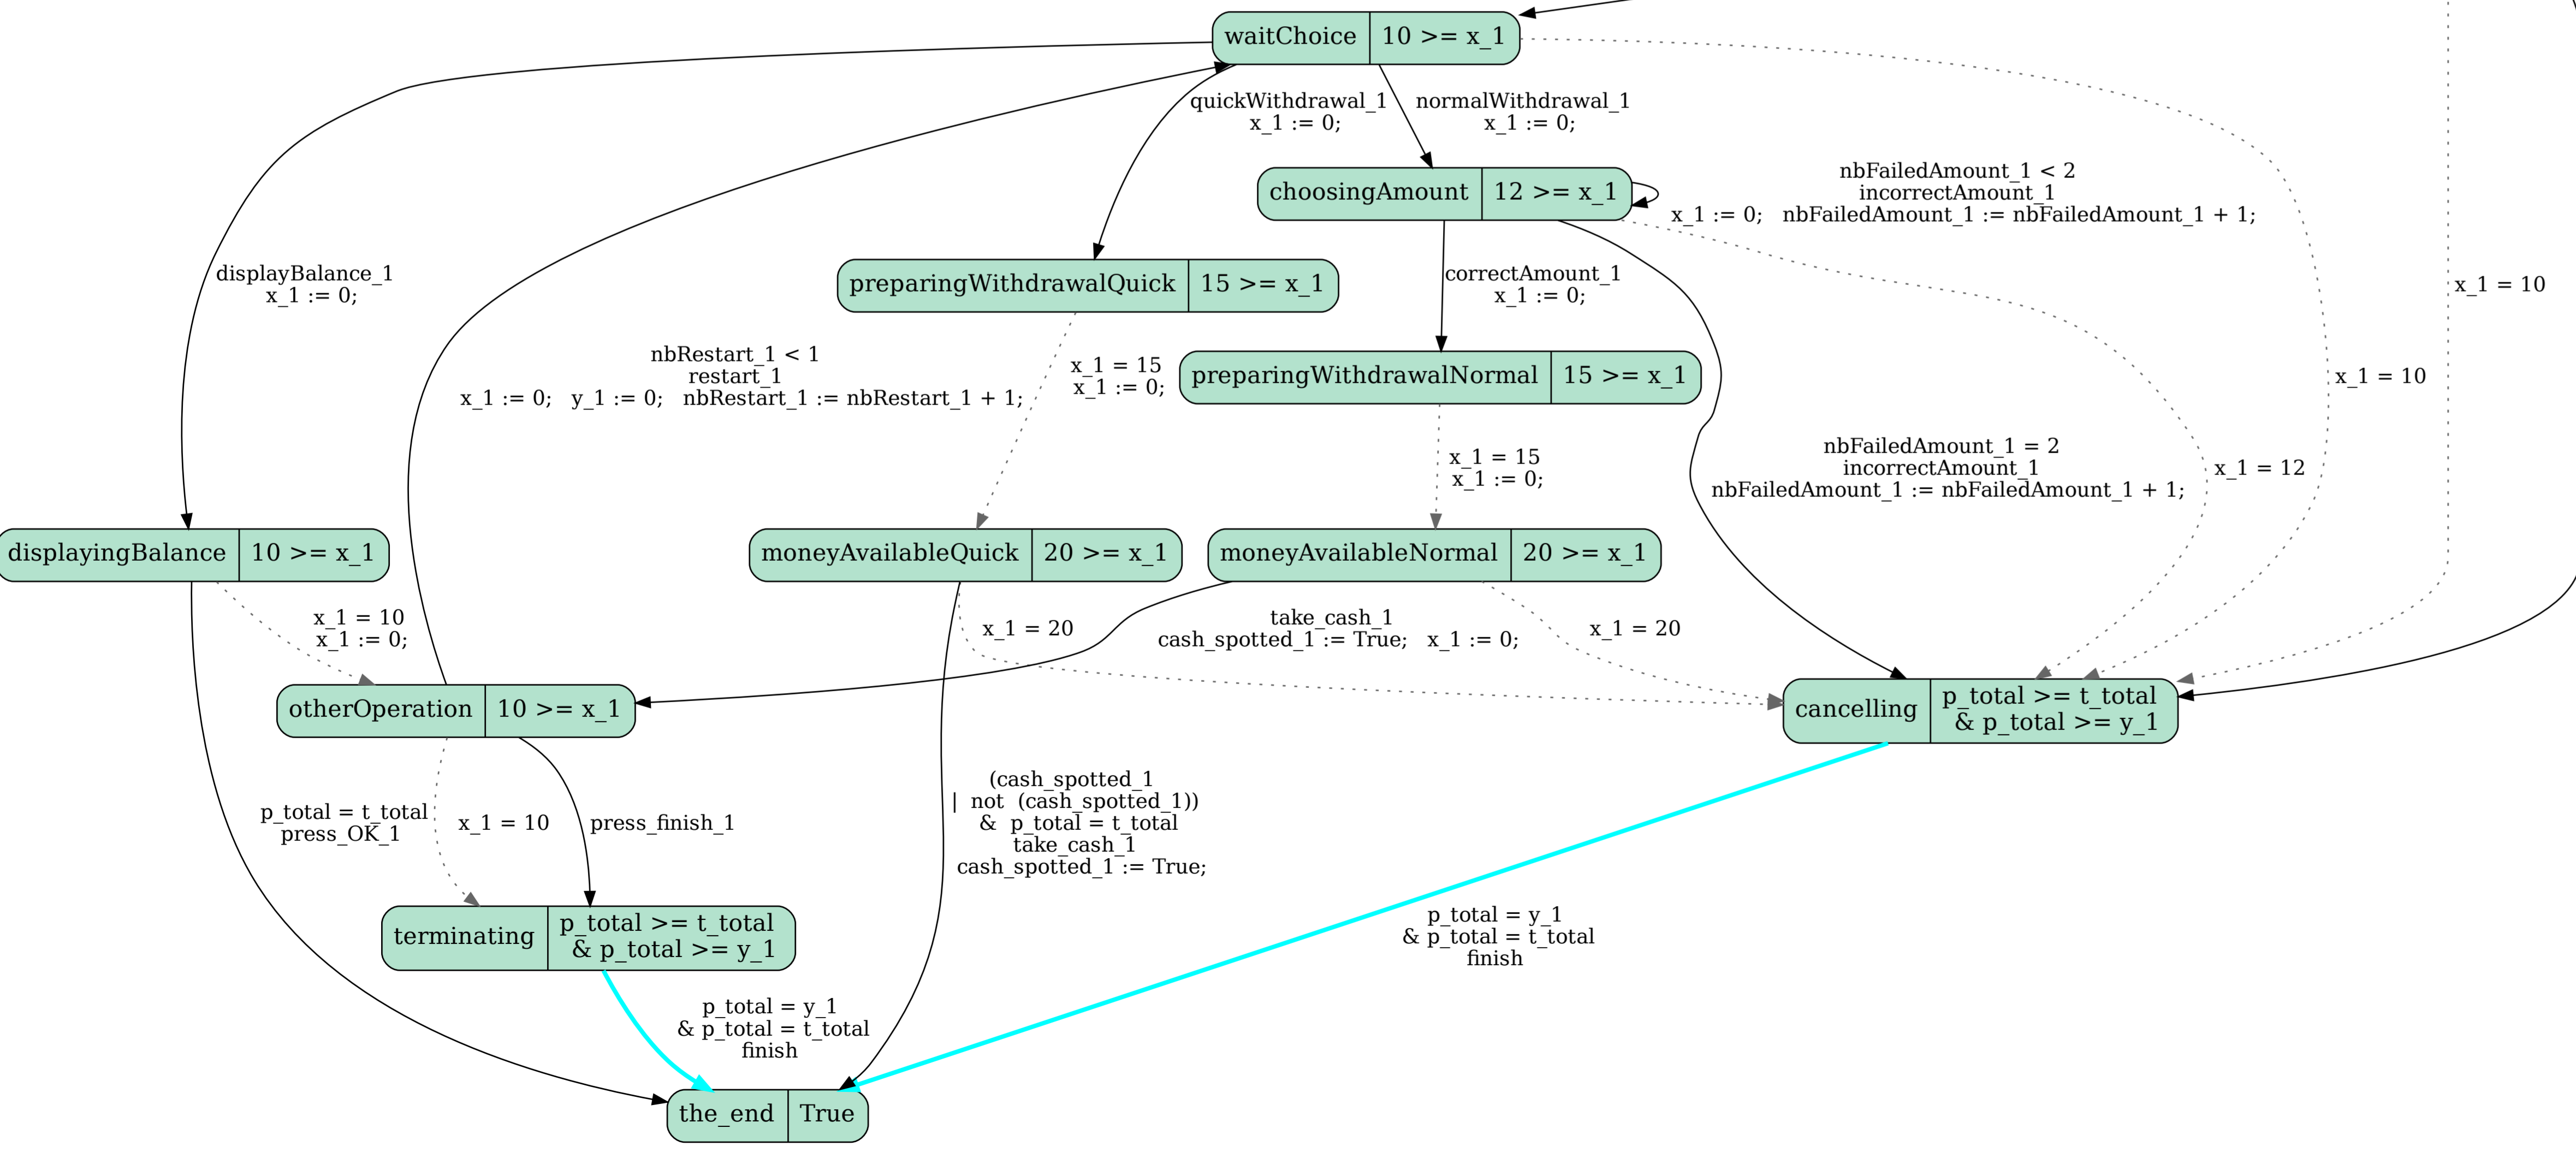 waitChoice 10 >= x_1
quickWithdrawal_1
x_1 := 0;
normalWithdrawal_1
x_1 := 0;
choosingAmount 12 >= x_1
nbFailedAmount_1 < 2
incorrectAmount_1
x_1 := 0; nbFailedAmount_1 := nbFailedAmount_1 + 1;
displayBalance_1
x_1 := 0;
preparingWithdrawalQuick 15 >= x_1
correctAmount_1
x_1 := 0;
x_1 = 10
nbRestart_1 < 1
restart_1
x_1 := 0; y_1 := 0; nbRestart_1 := nbRestart_1 + 1;
x_1 = 15
x_1 := 0;
preparingWithdrawalNormal 15 >= x_1
x_1 = 10
x_1 = 15
x_1 := 0;
nbFailedAmount_1 = 2
incorrectAmount_1
nbFailedAmount_1 := nbFailedAmount_1 + 1;
x_1 = 12
displayingBalance 10 >= x_1
moneyAvailableQuick 20 >= x_1
moneyAvailableNormal 20 >= x_1
x_1 = 10
x_1 := 0;
x_1 = 20
take_cash_1
cash_spotted_1 := True; x_1 := 0;
x_1 = 20
otherOperation 10 >= x_1
cancelling p_total >= t_total
& p_total >= y_1
p_total = t_total
press_OK_1
x_1 = 10
press_finish_1
(cash_spotted_1
| not (cash_spotted_1))
& p_total = t_total
take_cash_1
cash_spotted_1 := True;
terminating p_total >= t_total
& p_total >= y_1
p_total = y_1
& p_total = t_total
finish
p_total = y_1
& p_total = t_total
finish
the_end True